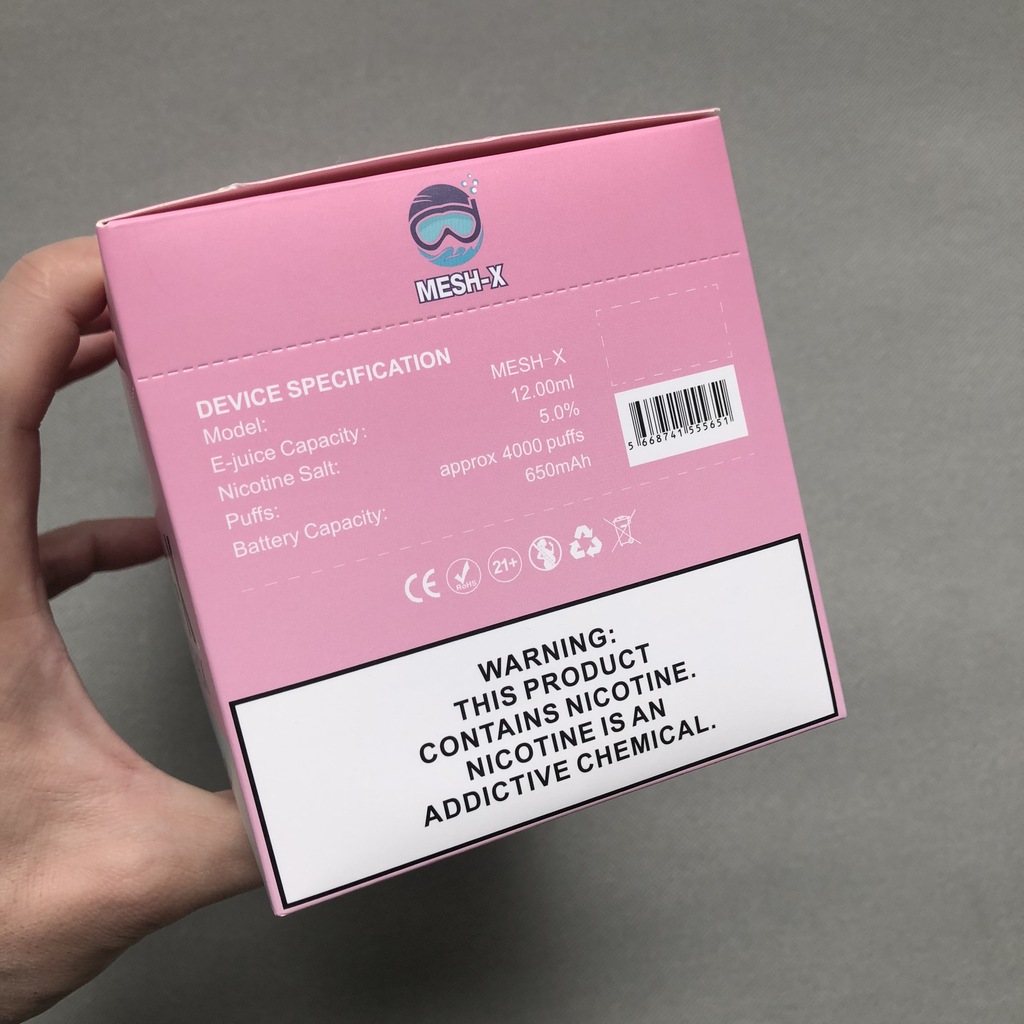 MESH-X
DEVICE SPECIFICATION
Model: MESH-X
E-juice Capacity: 12.00ml
Nicotine Salt: 5.0%
Puffs: approx 4000 puffs
Battery Capacity: 650mAh
5 668741 555651
CE RoHS 21+
WARNING:
THIS PRODUCT
CONTAINS NICOTINE.
NICOTINE IS AN
ADDICTIVE CHEMICAL.